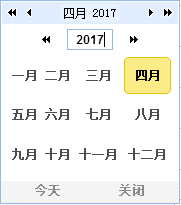 四月 2017
2017
一月 二月 三月 四月
五月 六月 七月 八月
九月 十月 十一月 十二月
今天 关闭